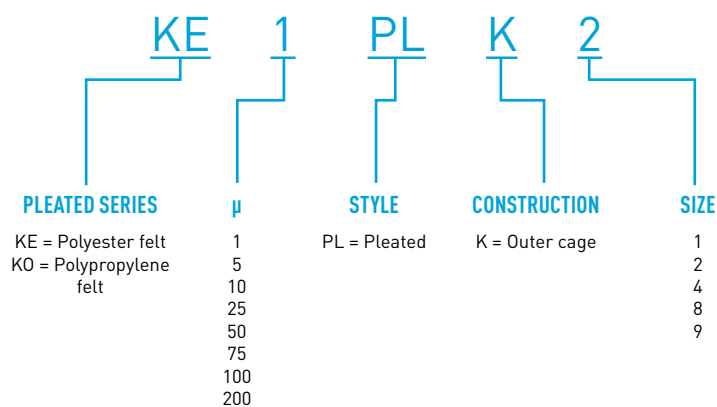 KE 1 PL K 2
PLEATED SERIES
KE = Polyester felt
KO = Polypropylene
felt
µ
1
5
10
25
50
75
100
200
STYLE
PL = Pleated
CONSTRUCTION
K = Outer cage
SIZE
1
2
4
8
9